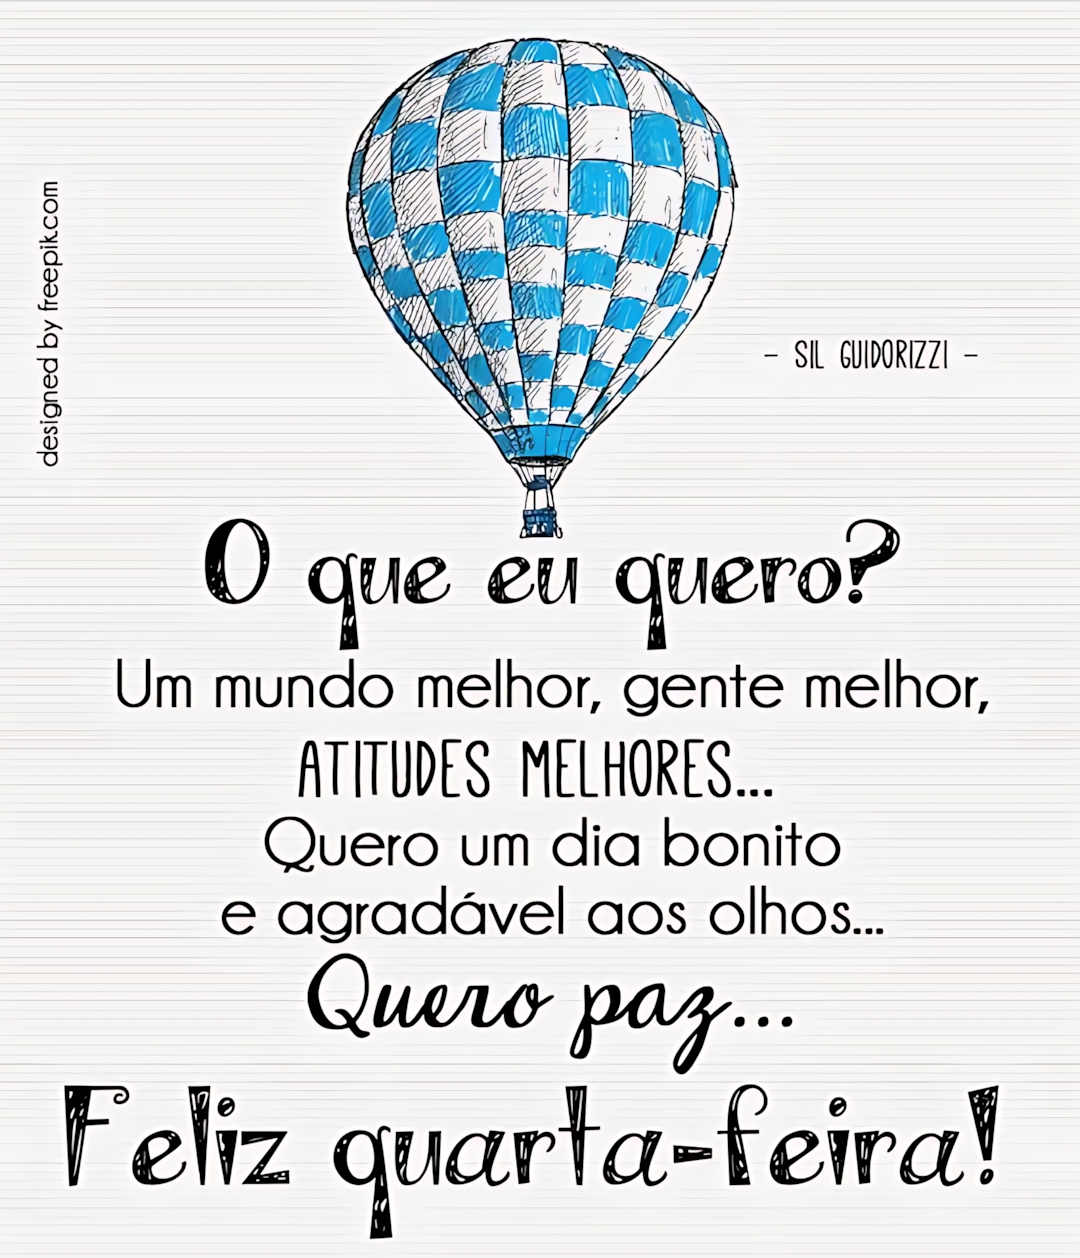 designed by freepik.com
- SIL GUIDORIZZI -
O que eu quero?
Um mundo melhor, gente melhor,
ATITUDES MELHORES...
Quero um dia bonito
e agradável aos olhos...
Quero paz...
Feliz quarta-feira!